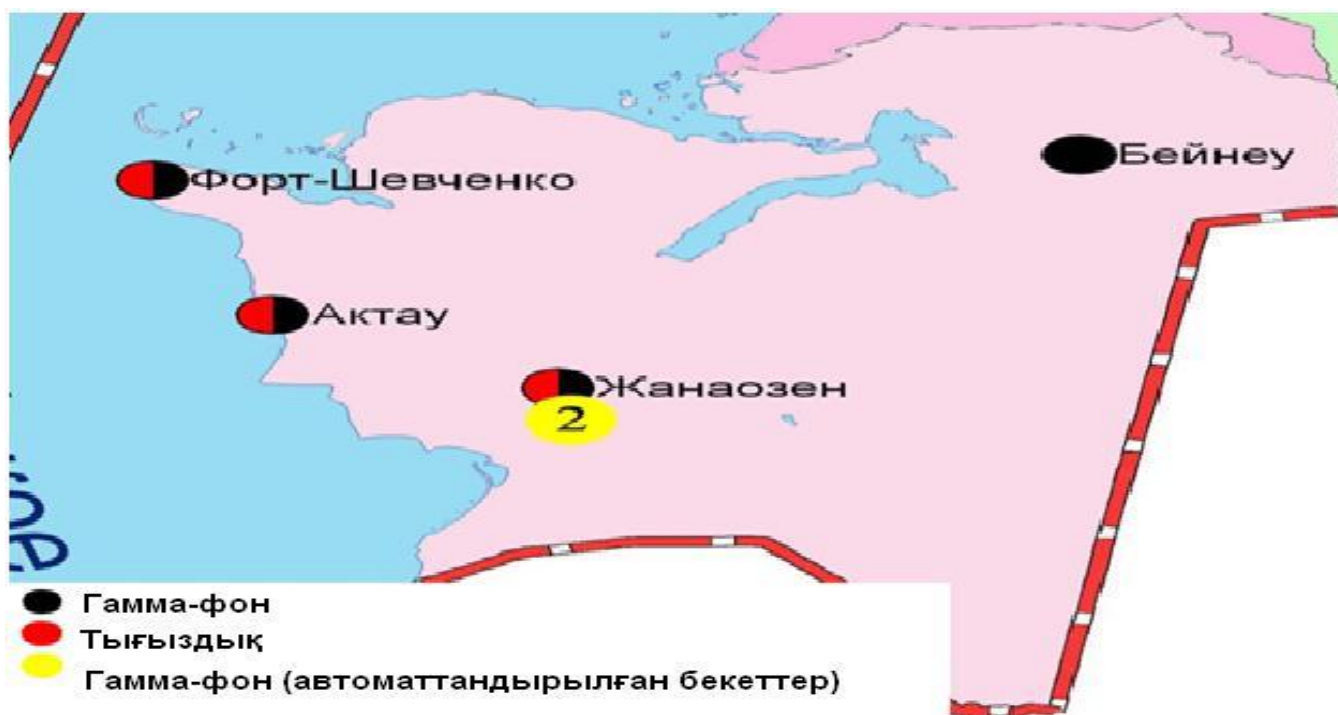 Бейнеу
Форт-Шевченко
Актау
Жанаозен
2
Гамма-фон
Тығыздық
Гамма-фон (автоматтандырылған бекеттер)